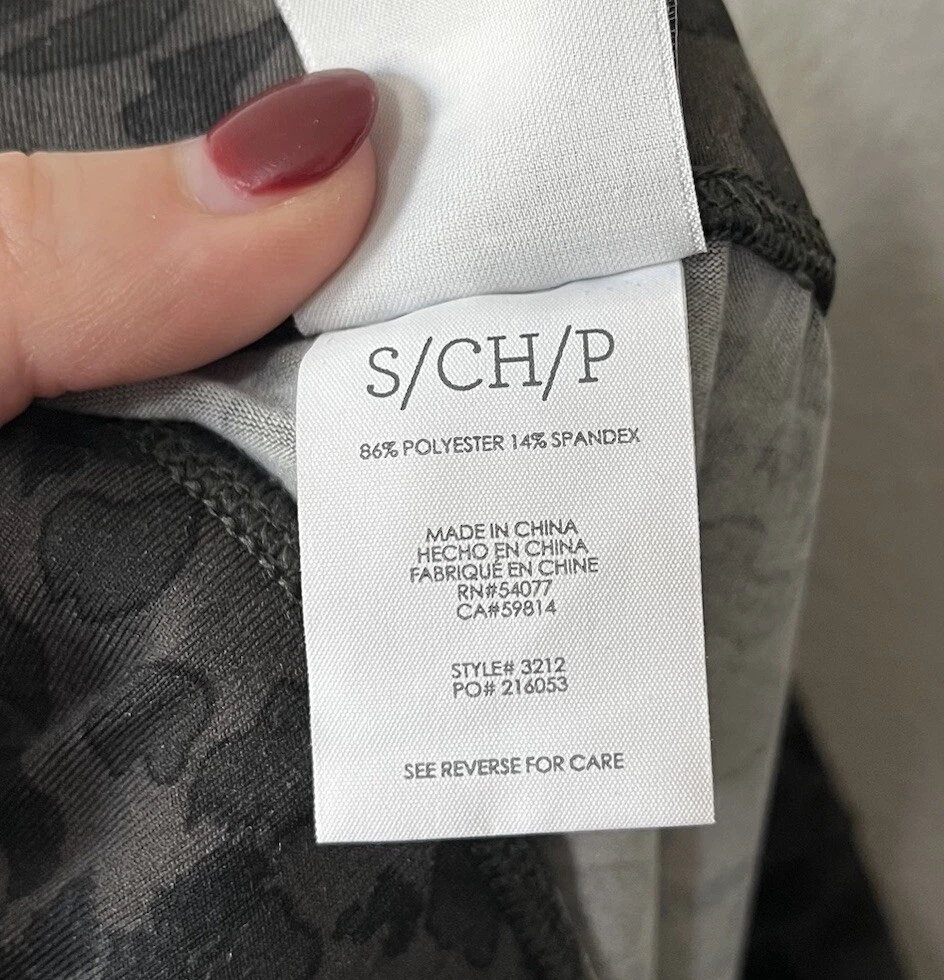 S/CH/P
86% POLYESTER 14% SPANDEX
MADE IN CHINA
HECHO EN CHINA
FABRIQUÉ EN CHINE
RN#54077
CA#59814
STYLE# 3212
PO# 216053
SEE REVERSE FOR CARE